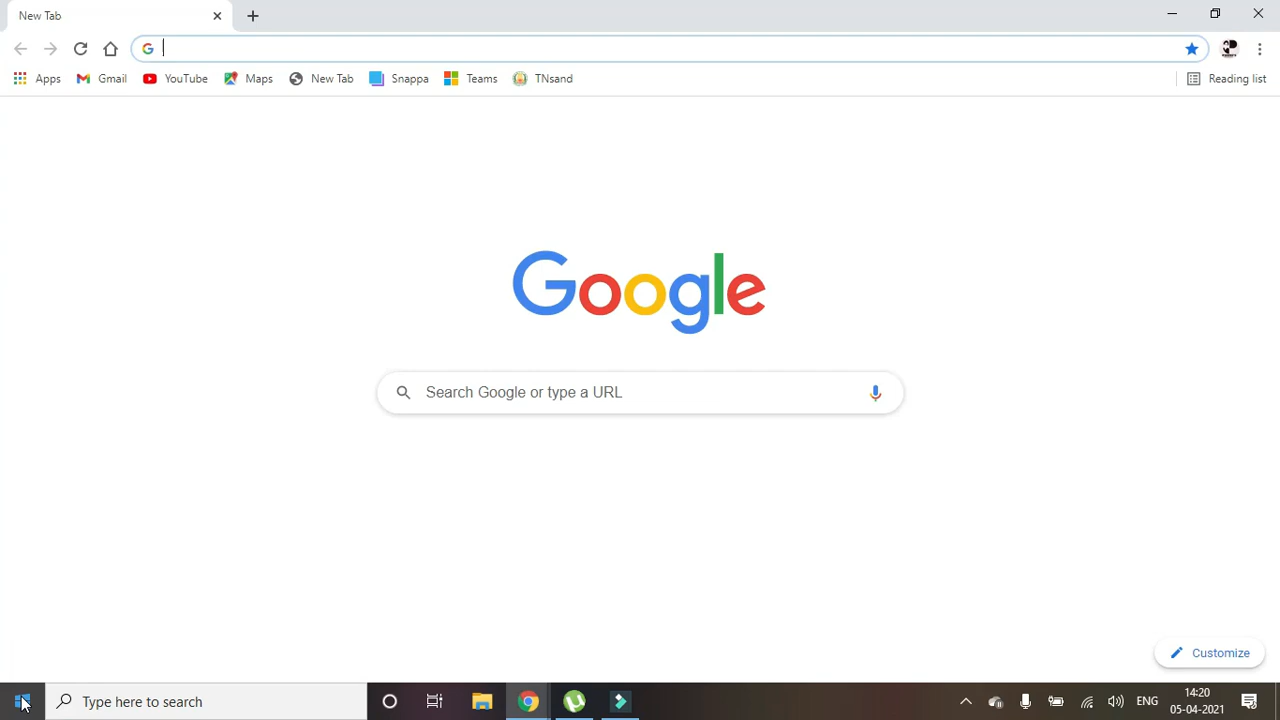 New Tab
Apps Gmail YouTube Maps New Tab Snappa Teams TNsand Reading list
Google
Search Google or type a URL
Customize
Type here to search
ENG
14:20
05-04-2021